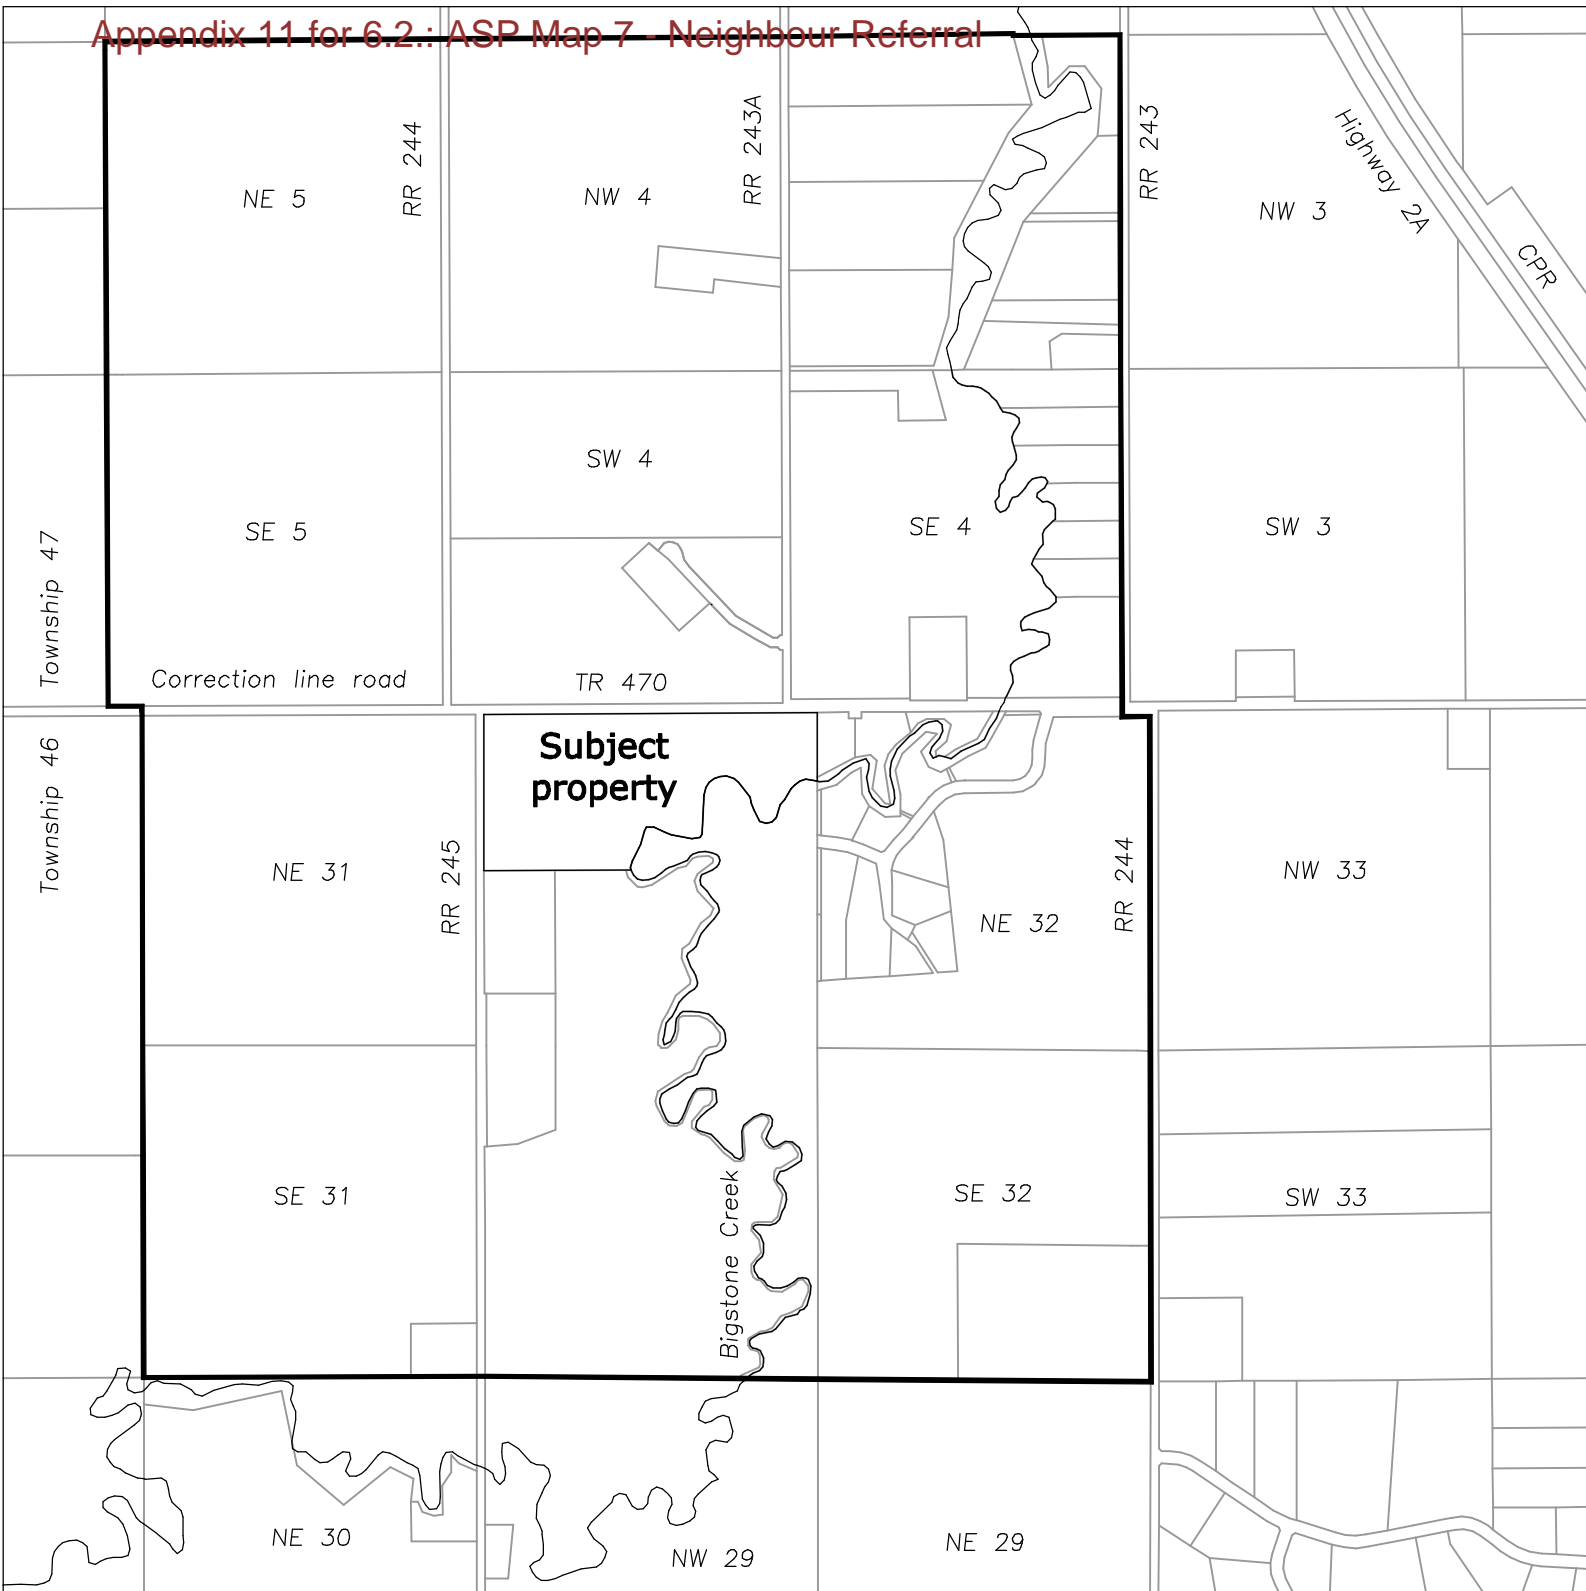 Appendix 11 for 6.2.: ASP Map 7 - Neighbour Referral
NE 5
RR 244
NW 4
RR 243A
RR 243
NW 3
Highway 2A
CPR
SW 4
SE 5
SE 4
SW 3
Township 47
Correction line road
TR 470
Township 46
Subject
property
NE 31
RR 245
NE 32
RR 244
NW 33
SE 31
Bigstone Creek
SE 32
SW 33
NE 30
NW 29
NE 29